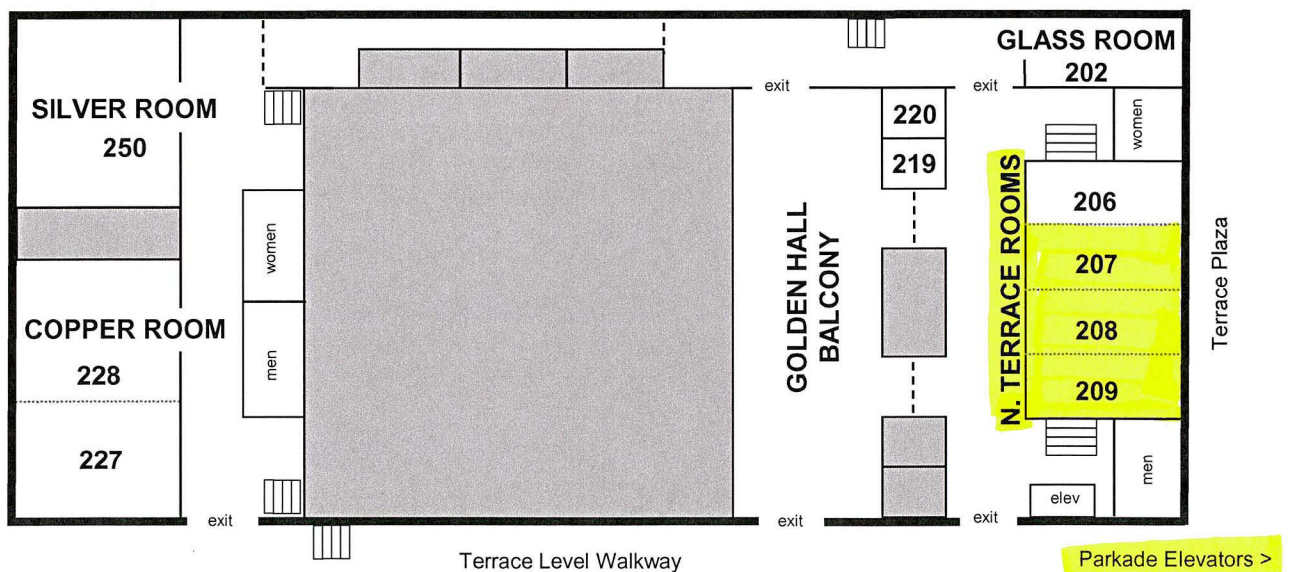 GLASS ROOM
202
exit
exit
SILVER ROOM
250
220
219
women
N. TERRACE ROOMS
206
207
208
209
women
men
GOLDEN HALL
BALCONY
Terrace Plaza
COPPER ROOM
228
227
men
elev
exit
exit
exit
Terrace Level Walkway
Parkade Elevators >